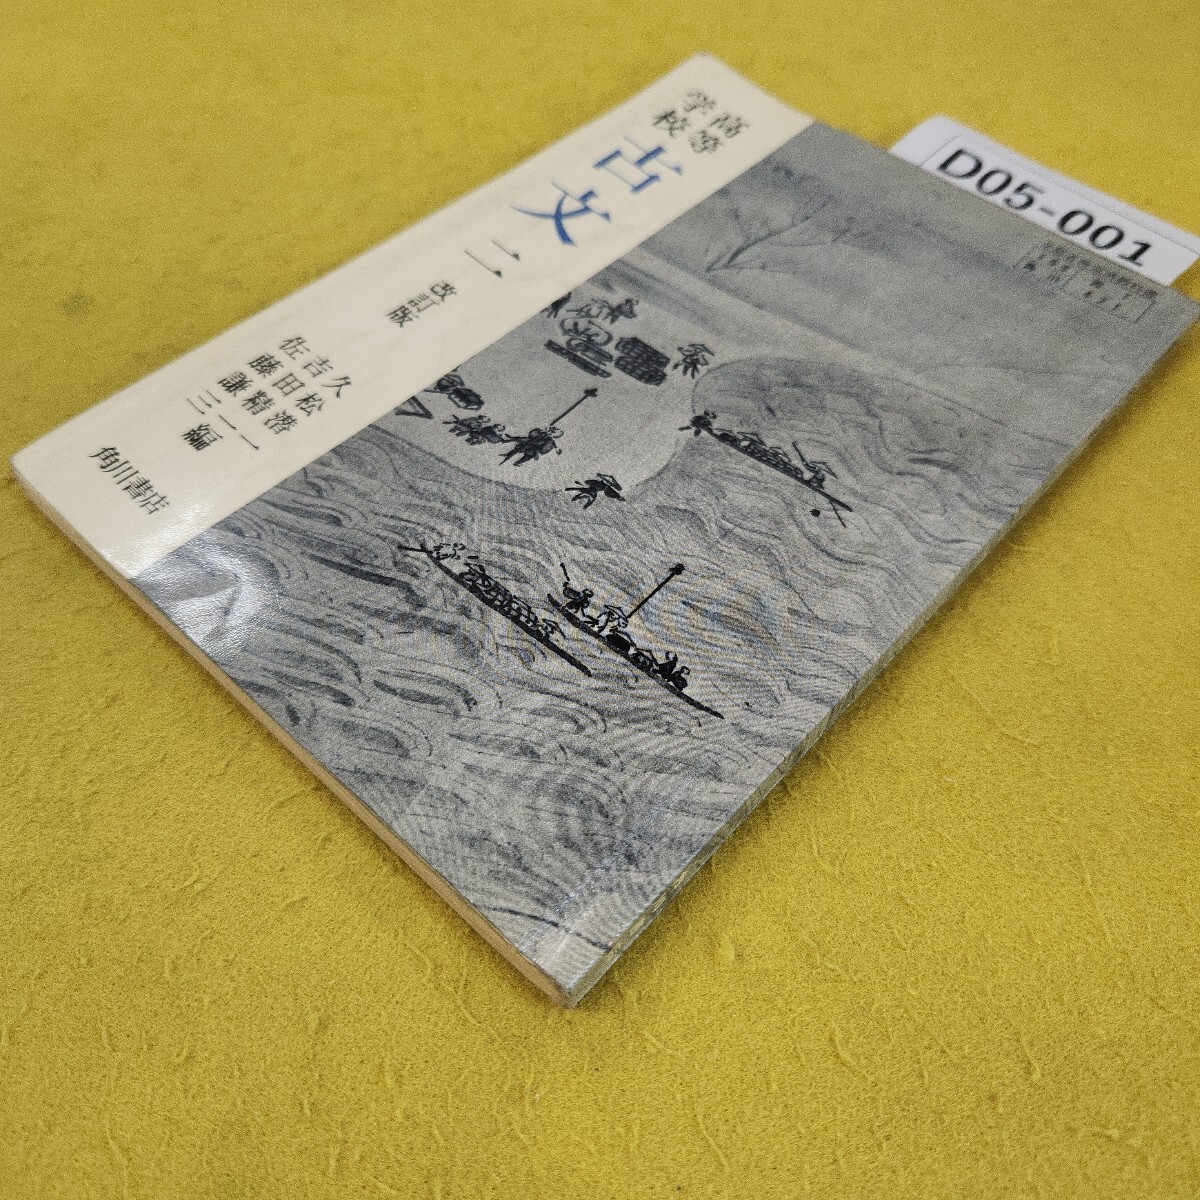 高等
学校
古文 二 改訂版
久松潜一
吉田精一
佐藤謙三 編
角川書店
D05-001